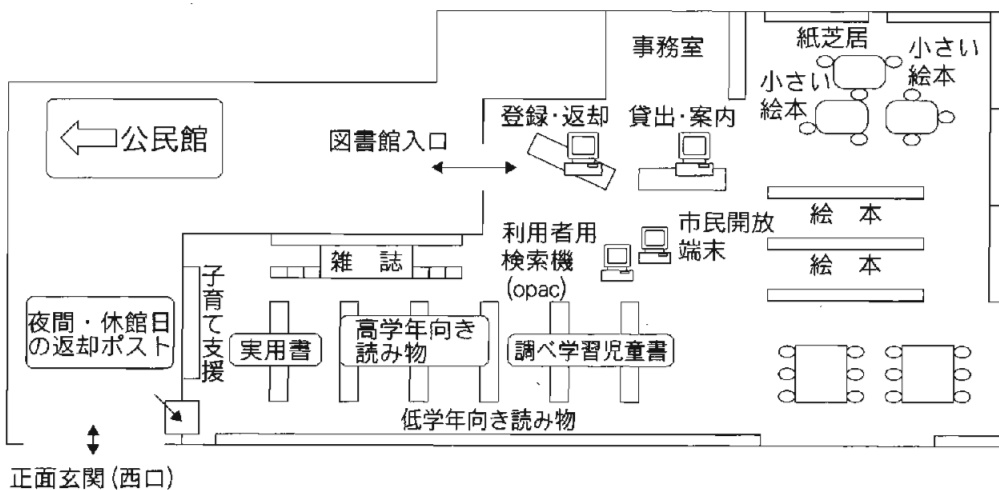 事務室
紙芝居
小さい
絵本
小さい
絵本
公民館
図書館入口
登録・返却
貸出・案内
絵 本
絵 本
利用者用
検索機
(opac)
市民開放
端末
雑 誌
子育て支援
夜間・休館日
の返却ポスト
実用書
高学年向き
読み物
調べ学習児童書
低学年向き読み物
正面玄関(西口)